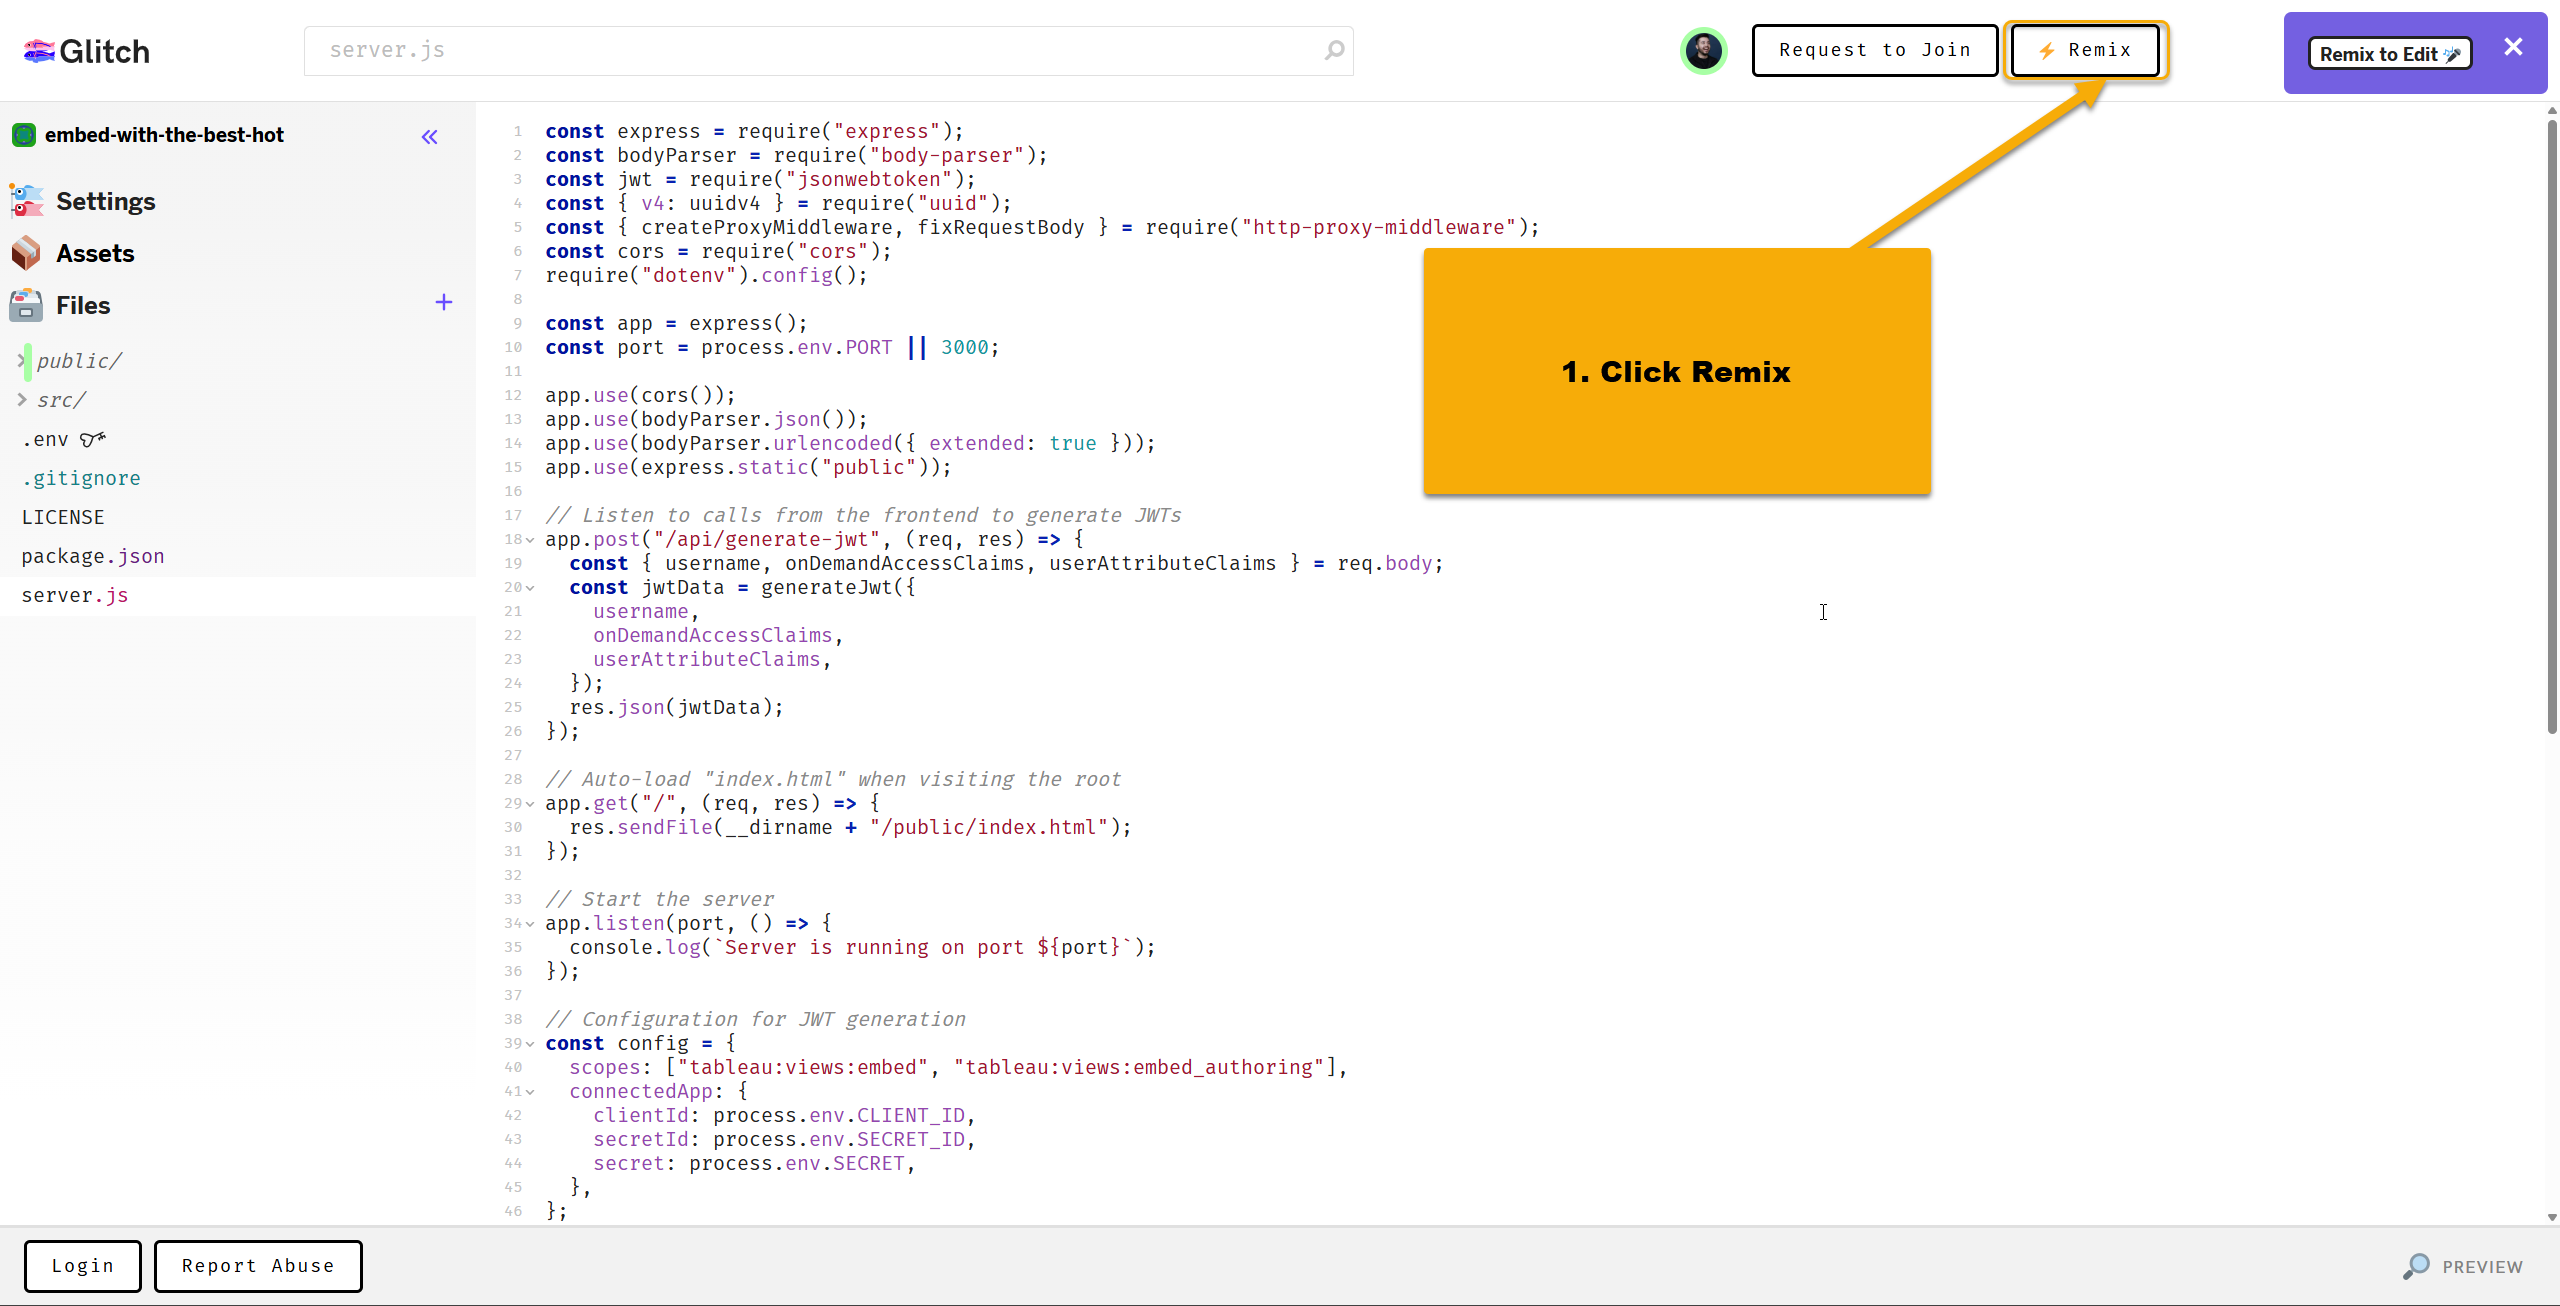 Glitch
server.js
Request to Join
⚡ Remix
Remix to Edit 🎤
embed-with-the-best-hot
Settings
Assets
Files
public/
src/
.env
.gitignore
LICENSE
package.json
server.js
1 const express = require("express");
2 const bodyParser = require("body-parser");
3 const jwt = require("jsonwebtoken");
4 const { v4: uuidv4 } = require("uuid");
5 const { createProxyMiddleware, fixRequestBody } = require("http-proxy-middleware");
6 const cors = require("cors");
7 require("dotenv").config();
8
9 const app = express();
10 const port = process.env.PORT || 3000;
11
12 app.use(cors());
13 app.use(bodyParser.json());
14 app.use(bodyParser.urlencoded({ extended: true }));
15 app.use(express.static("public"));
16
17 // Listen to calls from the frontend to generate JWTs
18 app.post("/api/generate-jwt", (req, res) => {
19   const { username, onDemandAccessClaims, userAttributeClaims } = req.body;
20   const jwtData = generateJwt({
21     username,
22     onDemandAccessClaims,
23     userAttributeClaims,
24   });
25   res.json(jwtData);
26 });
27
28 // Auto-load "index.html" when visiting the root
29 app.get("/", (req, res) => {
30   res.sendFile(__dirname + "/public/index.html");
31 });
32
33 // Start the server
34 app.listen(port, () => {
35   console.log(`Server is running on port ${port}`);
36 });
37
38 // Configuration for JWT generation
39 const config = {
40   scopes: ["tableau:views:embed", "tableau:views:embed_authoring"],
41   connectedApp: {
42     clientId: process.env.CLIENT_ID,
43     secretId: process.env.SECRET_ID,
44     secret: process.env.SECRET,
45   },
46 };
1. Click Remix
Login
Report Abuse
PREVIEW